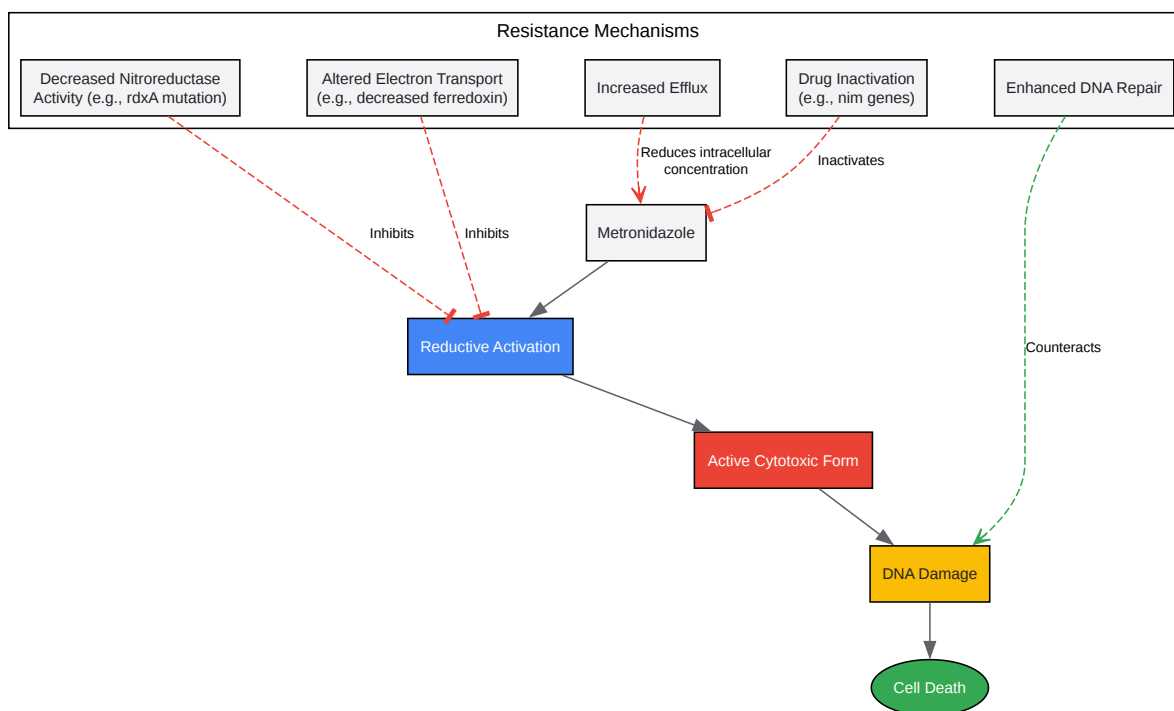 Resistance Mechanisms
Decreased Nitroreductase
Activity (e.g., rdxA mutation)
Altered Electron Transport
(e.g., decreased ferredoxin)
Increased Efflux
Drug Inactivation
(e.g., nim genes)
Enhanced DNA Repair
Reduces intracellular
concentration
Inactivates
Inhibits
Inhibits
Metronidazole
Reductive Activation
Counteracts
Active Cytotoxic Form
DNA Damage
Cell Death